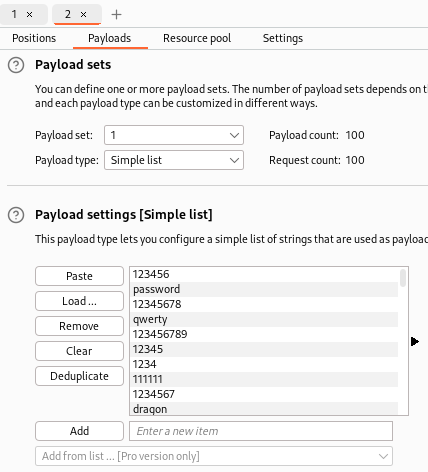 1 × 2 × +
Positions Payloads Resource pool Settings
? Payload sets
You can define one or more payload sets. The number of payload sets depends on t
and each payload type can be customized in different ways.
Payload set: 1 Payload count: 100
Payload type: Simple list Request count: 100
? Payload settings [Simple list]
This payload type lets you configure a simple list of strings that are used as payload
Paste
Load ...
Remove
Clear
Deduplicate
123456
password
12345678
qwerty
123456789
12345
1234
111111
1234567
dragon
Add Enter a new item
Add from list ... [Pro version only]